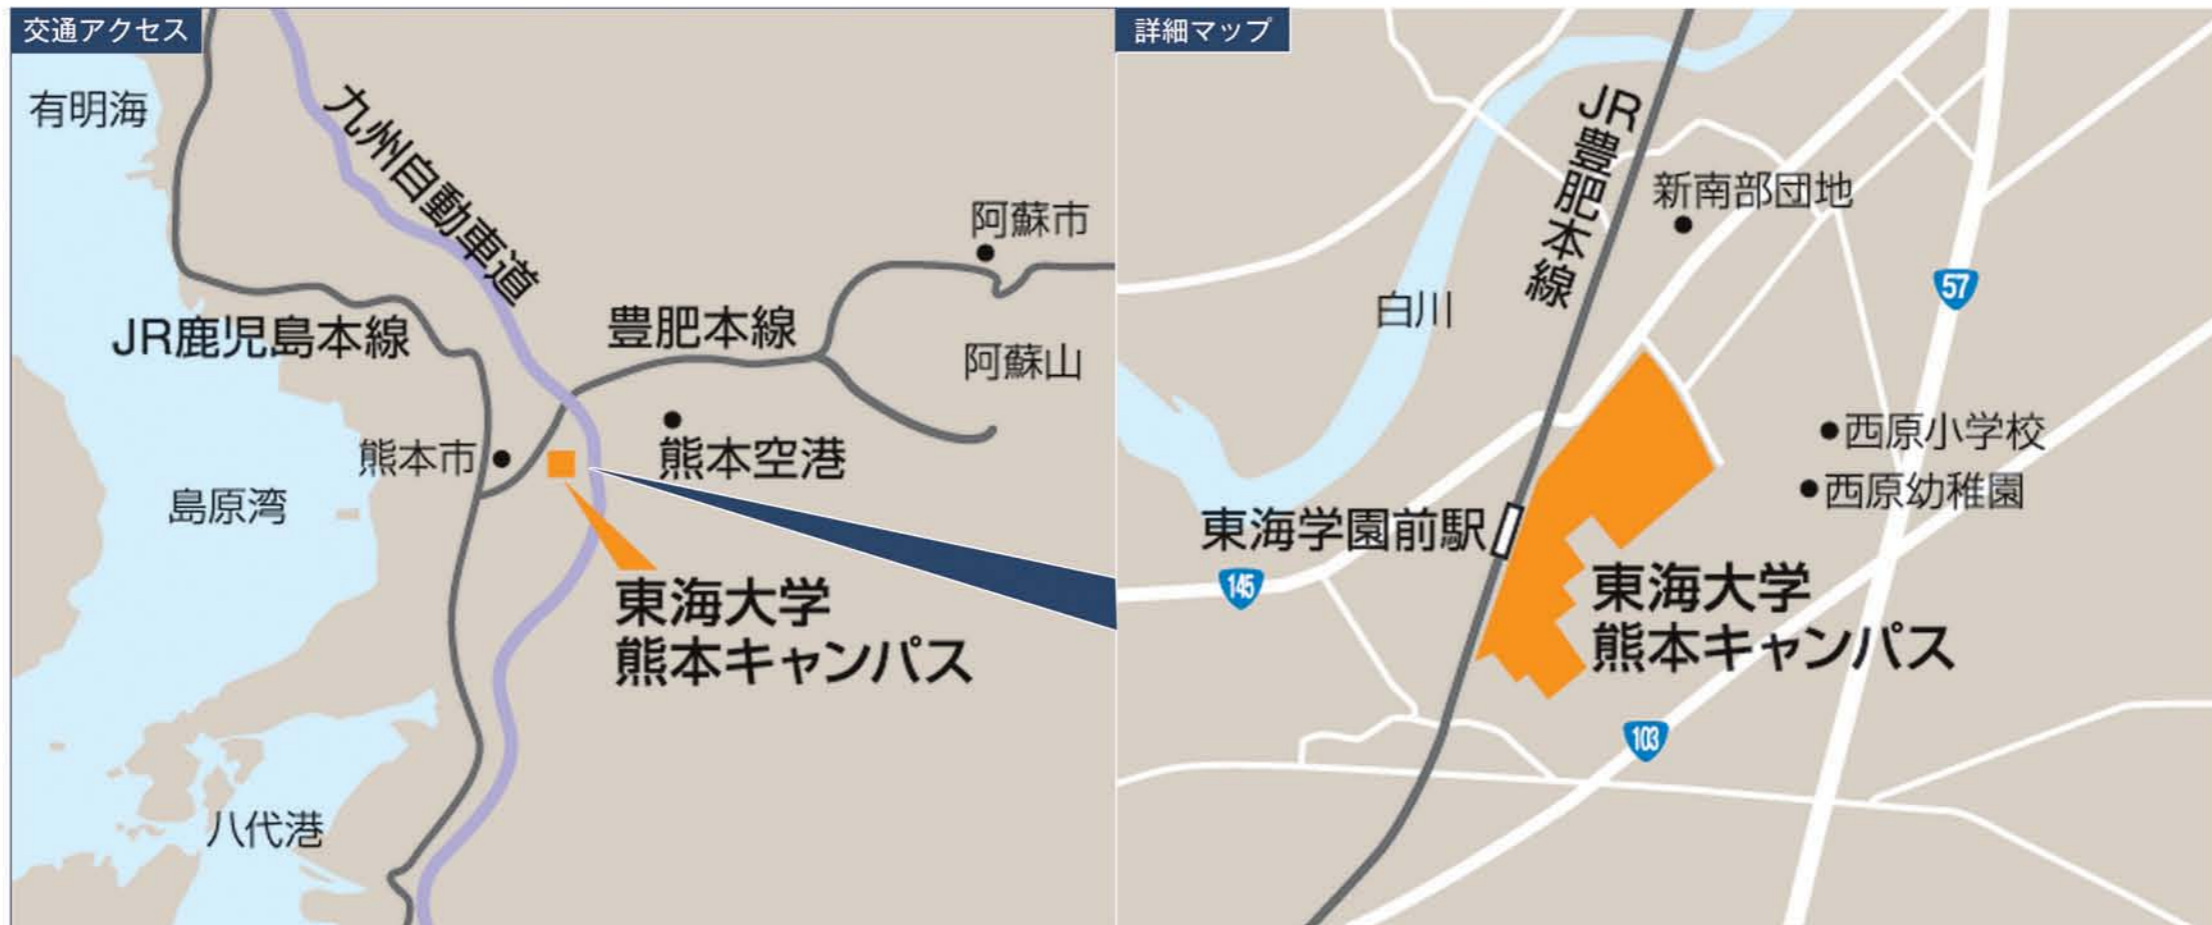 交通アクセス
有明海
九州自動車道
阿蘇市
JR鹿児島本線
豊肥本線
阿蘇山
熊本市
熊本空港
島原湾
東海大学
熊本キャンパス
八代港
詳細マップ
JR豊肥本線
新南部団地
57
白川
西原小学校
西原幼稚園
東海学園前駅
145
東海大学
熊本キャンパス
103